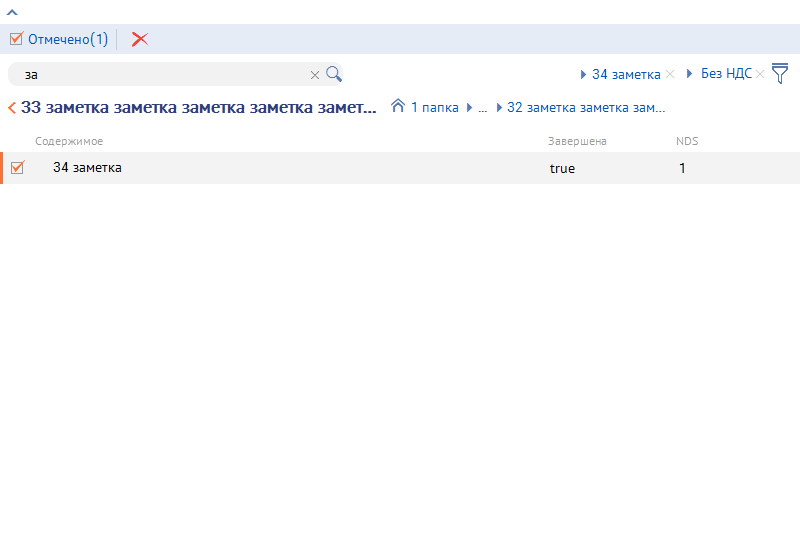 Отмечено(1)
за 34 заметка Без НДС
33 заметка заметка заметка заметка замет... 1 папка ... 32 заметка заметка зам...
Содержимое Завершена NDS
34 заметка true 1